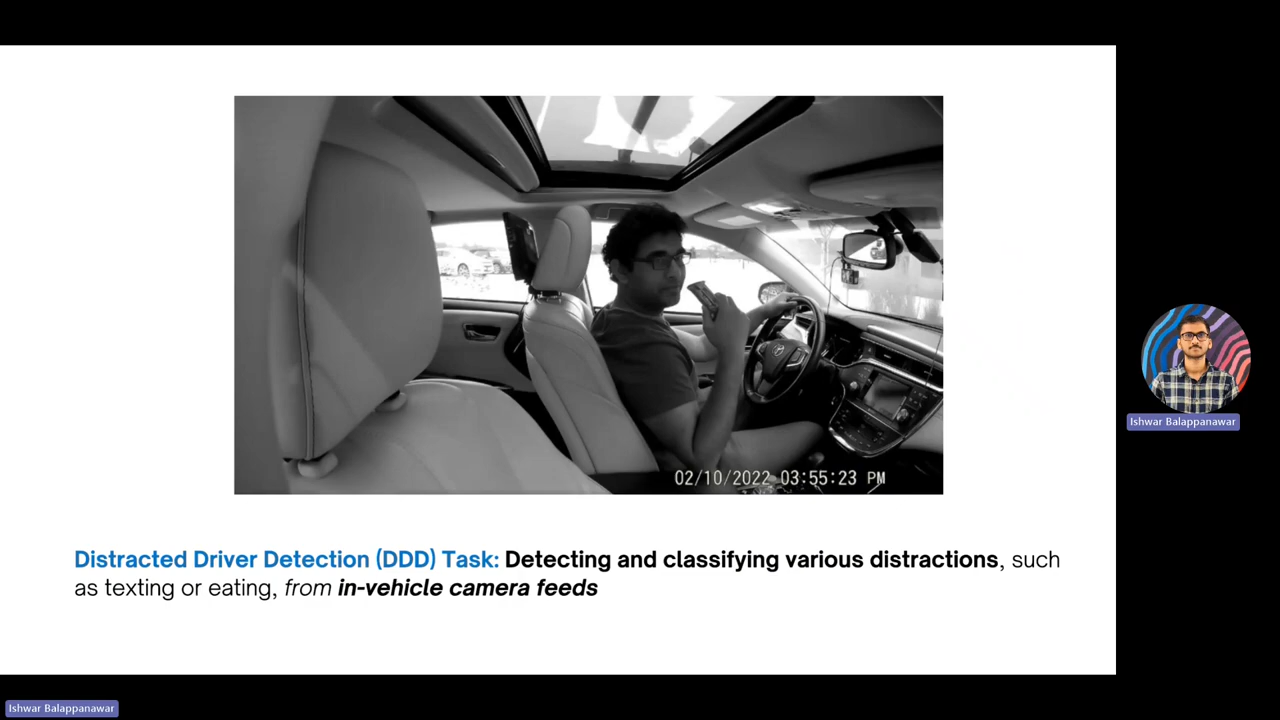 02/10/2022 03:55:23 PM
Distracted Driver Detection (DDD) Task: Detecting and classifying various distractions, such
as texting or eating, from in-vehicle camera feeds
Ishwar Balappanawar
Ishwar Balappanawar